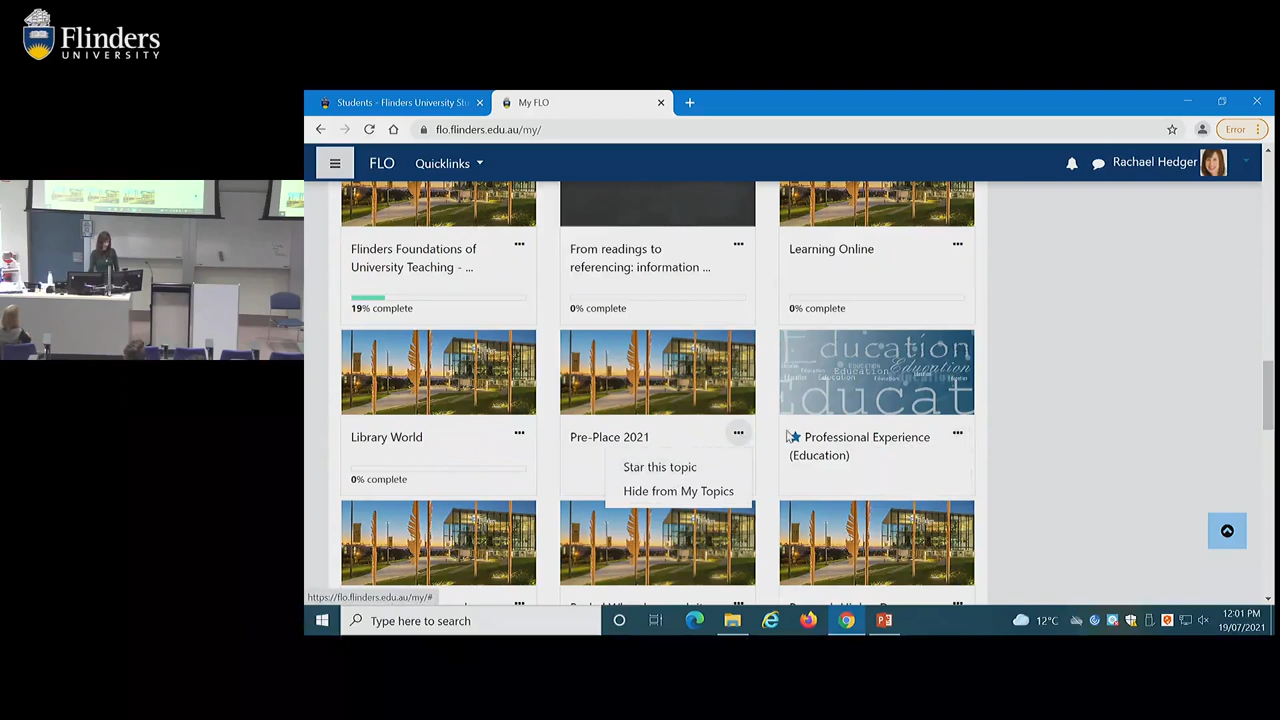 Flinders
UNIVERSITY
Students - Flinders University Stu
My FLO
flo.flinders.edu.au/my/
Error
FLO
Quicklinks
Rachael Hedger
Flinders Foundations of
University Teaching - ...
19% complete
From readings to
referencing: information ...
0% complete
Learning Online
0% complete
Library World
0% complete
Pre-Place 2021
Star this topic
Hide from My Topics
Education
Educat
Professional Experience
(Education)
https://flo.flinders.edu.au/my/#
Type here to search
12°C
12:01 PM
19/07/2021